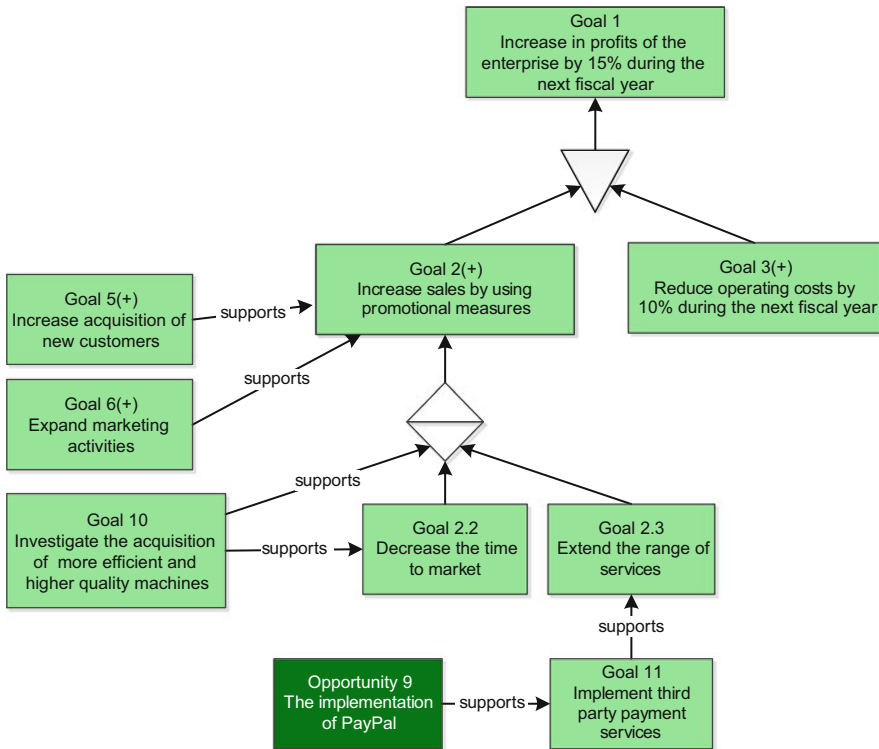 Goal 1
Increase in profits of the
enterprise by 15% during the
next fiscal year
Goal 2(+)
Increase sales by using
promotional measures
Goal 3(+)
Reduce operating costs by
10% during the next fiscal year
Goal 5(+)
Increase acquisition of
new customers
supports
supports
Goal 6(+)
Expand marketing
activities
supports
Goal 10
Investigate the acquisition
of more efficient and
higher quality machines
supports
Goal 2.2
Decrease the time
to market
Goal 2.3
Extend the range of
services
supports
Opportunity 9
The implementation
of PayPal
supports
Goal 11
Implement third
party payment
services